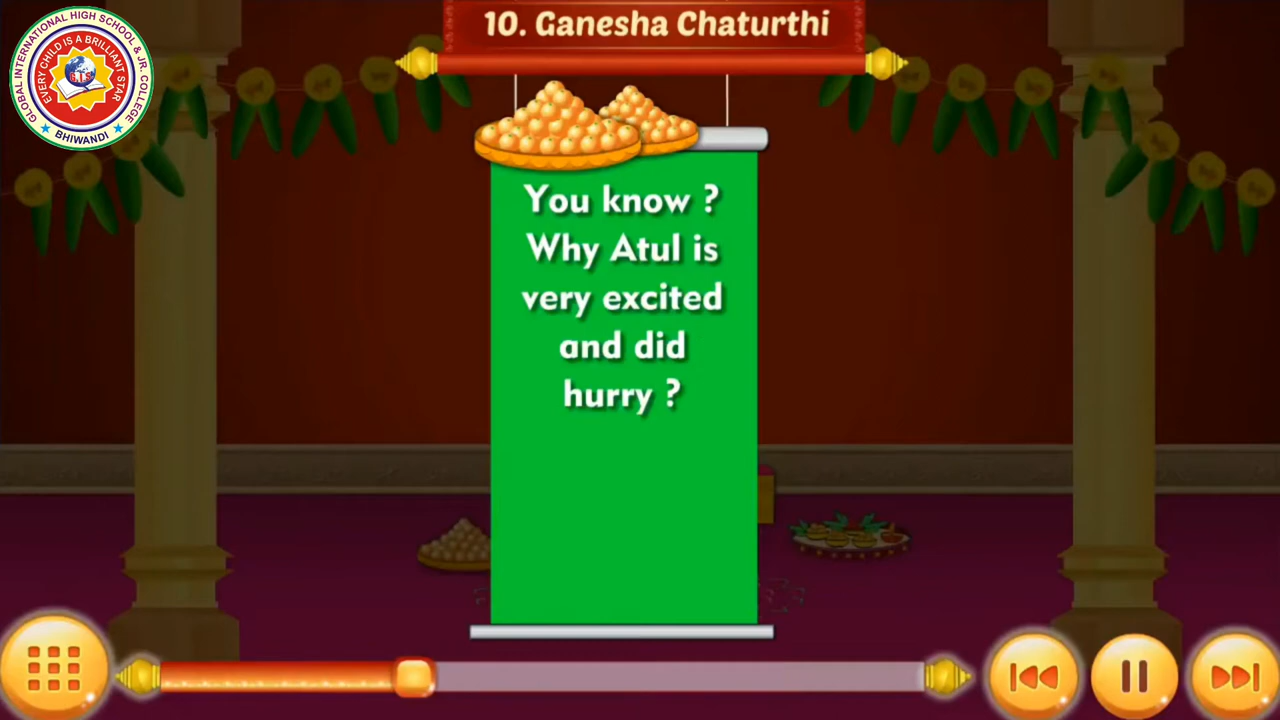 10. Ganesha Chaturthi
GLOBAL INTERNATIONAL HIGH SCHOOL & JR. COLLEGE
EVERY CHILD IS A BRILLIANT STAR
G.I.S
BHIWANDI
You know ?
Why Atul is
very excited
and did
hurry ?